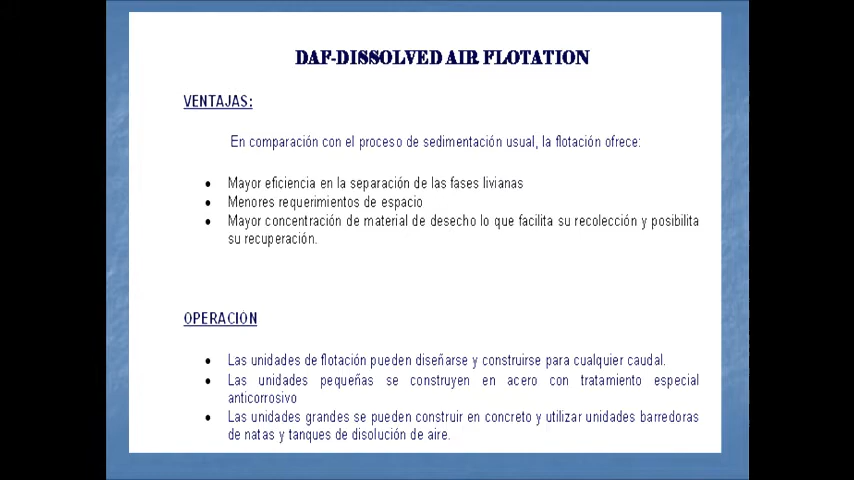 DAF-DISSOLVED AIR FLOTATION
VENTAJAS:
En comparación con el proceso de sedimentación usual, la flotación ofrece:
• Mayor eficiencia en la separación de las fases livianas
• Menores requerimientos de espacio
• Mayor concentración de material de desecho lo que facilita su recolección y posibilita
su recuperación.
OPERACION
• Las unidades de flotación pueden diseñarse y construirse para cualquier caudal.
• Las unidades pequeñas se construyen en acero con tratamiento especial
anticorrosivo
• Las unidades grandes se pueden construir en concreto y utilizar unidades barredoras
de natas y tanques de disolución de aire.